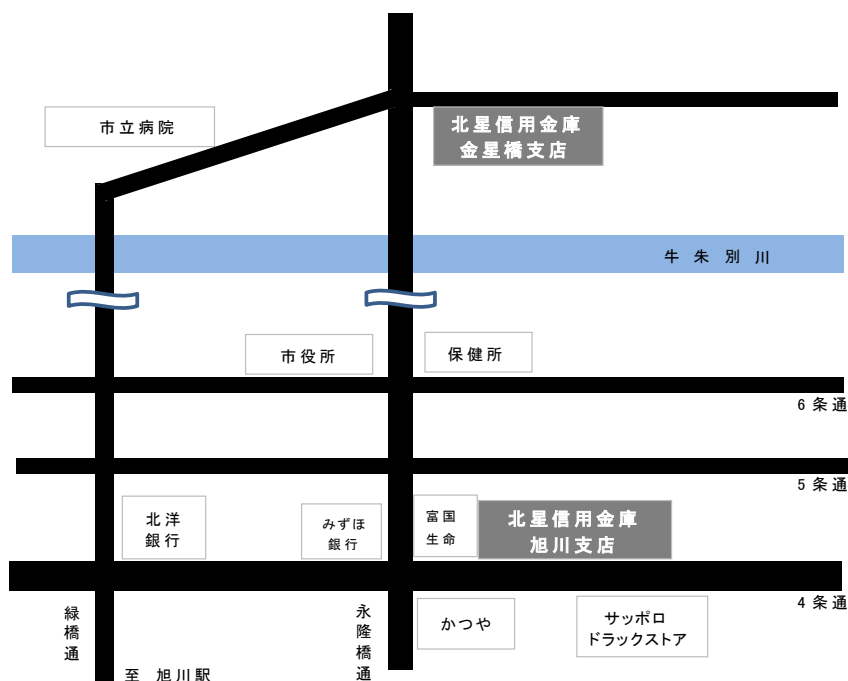 市立病院
北星信用金庫
金星橋支店
牛朱別川
市役所
保健所
6条通
5条通
北洋
銀行
みずほ
銀行
富国
生命
北星信用金庫
旭川支店
4条通
緑橋通
永隆橋通
かつや
サッポロ
ドラックストア
至 旭川駅